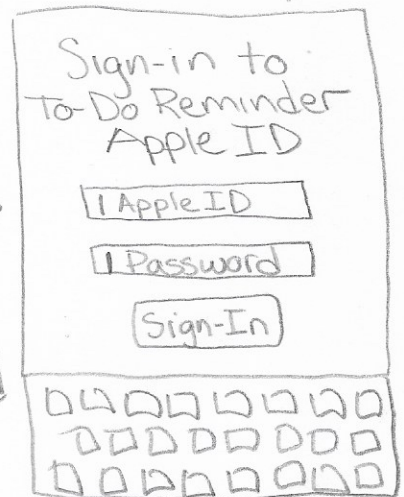 Sign-in to
To-Do Reminder
Apple ID
Apple ID
Password
Sign-In